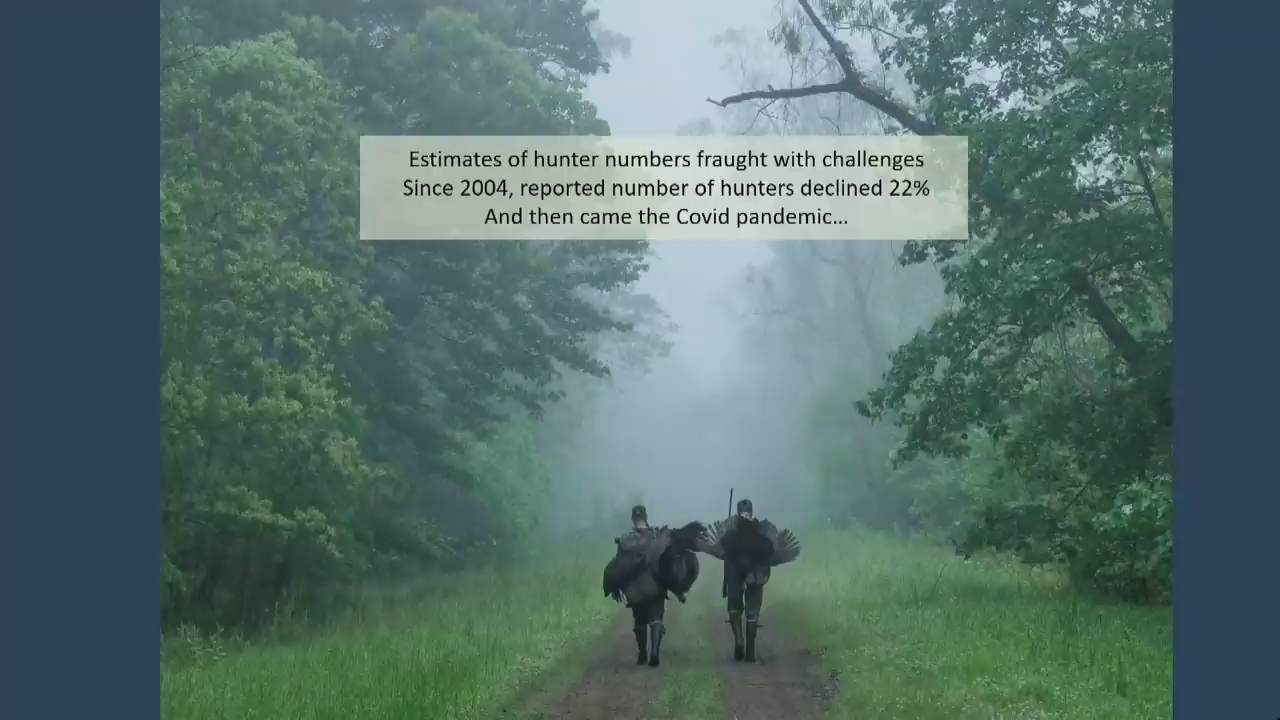 Estimates of hunter numbers fraught with challenges
Since 2004, reported number of hunters declined 22%
And then came the Covid pandemic...